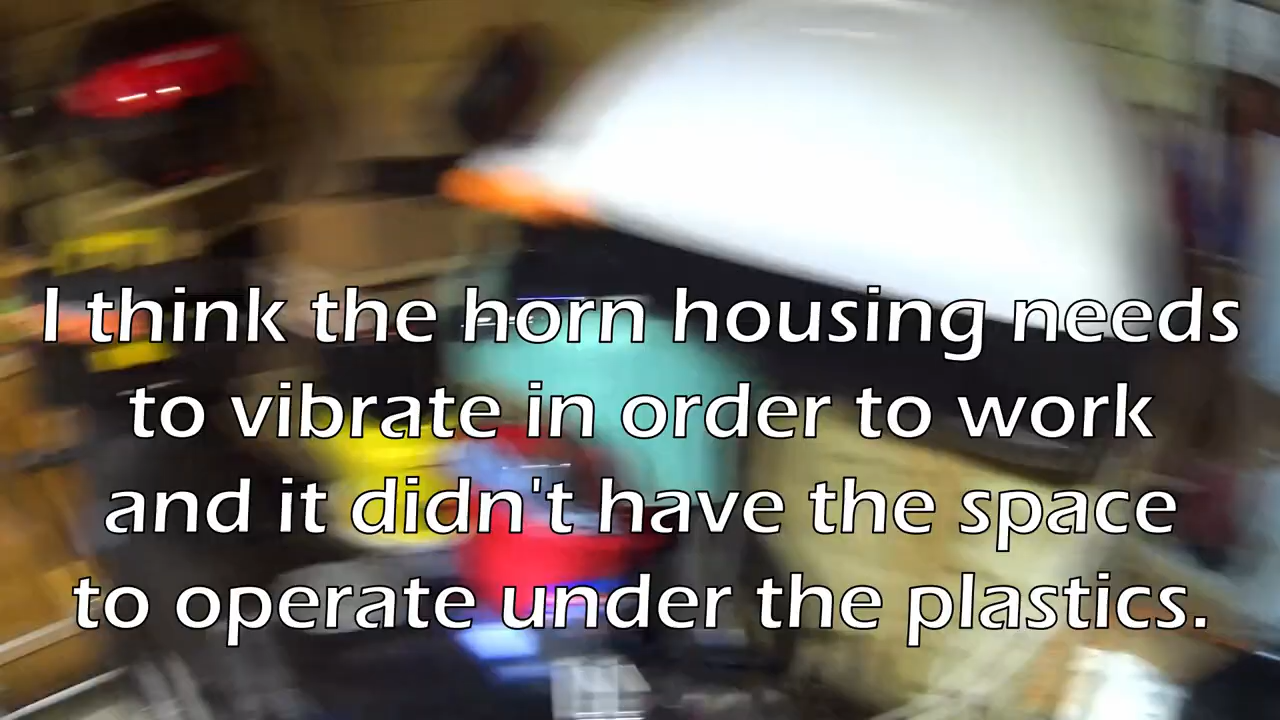 I think the horn housing needs
to vibrate in order to work
and it didn't have the space
to operate under the plastics.